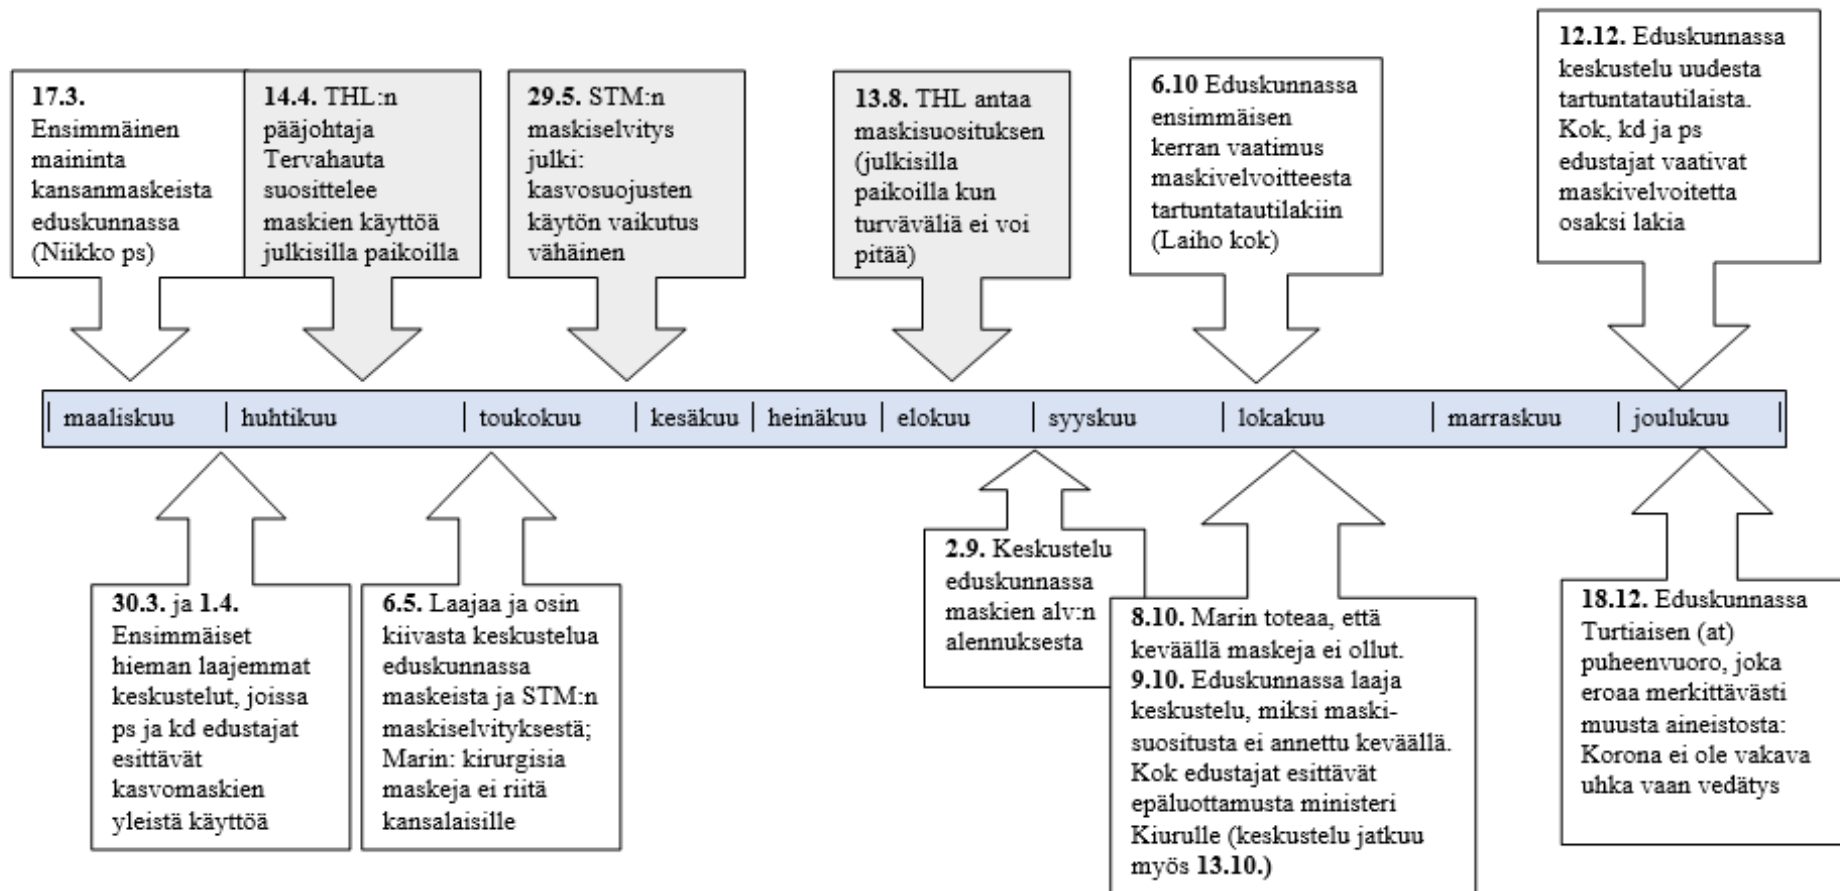 17.3.
Ensimmäinen
maininta
kansanmaskeista
eduskunnassa
(Niikko ps)
14.4. THL:n
pääjohtaja
Tervahauta
suosittelee
maskien käyttöä
julkisilla paikoilla
29.5. STM:n
maskiselvitys
julki:
kasvosuojusten
käytön vaikutus
vähäinen
13.8. THL antaa
maskisuosituksen
(julkisilla
paikoilla kun
turvaväliä ei voi
pitää)
6.10 Eduskunnassa
ensimmäisen
kerran vaatimus
maskivelvoitteesta
tartuntatautilakiin
(Laiho kok)
12.12. Eduskunnassa
keskustelu uudesta
tartuntatautilaista.
Kok, kd ja ps
edustajat vaativat
maskivelvoitetta
osaksi lakia
| maaliskuu | huhtikuu | toukokuu | kesäkuu | heinäkuu | elokuu | syyskuu | lokakuu | marraskuu | joulukuu |
30.3. ja 1.4.
Ensimmäiset
hieman laajemmat
keskustelut, joissa
ps ja kd edustajat
esittävät
kasvomaskien
yleistä käyttöä
6.5. Laajaa ja osin
kiivasta keskustelua
eduskunnassa
maskeista ja STM:n
maskiselvityksestä;
Marin: kirurgisia
maskeja ei riitä
kansalaisille
2.9. Keskustelu
eduskunnassa
maskien alv:n
alennuksesta
8.10. Marin toteaa, että
keväällä maskeja ei ollut.
9.10. Eduskunnassa laaja
keskustelu, miksi maski-
suositusta ei annettu keväällä.
Kok edustajat esittävät
epäluottamusta ministeri
Kiurulle (keskustelu jatkuu
myös 13.10.)
18.12. Eduskunnassa
Turtiaisen (at)
puheenvuoro, joka
eroaa merkittävästi
muusta aineistosta:
Korona ei ole vakava
uhka vaan vedätys